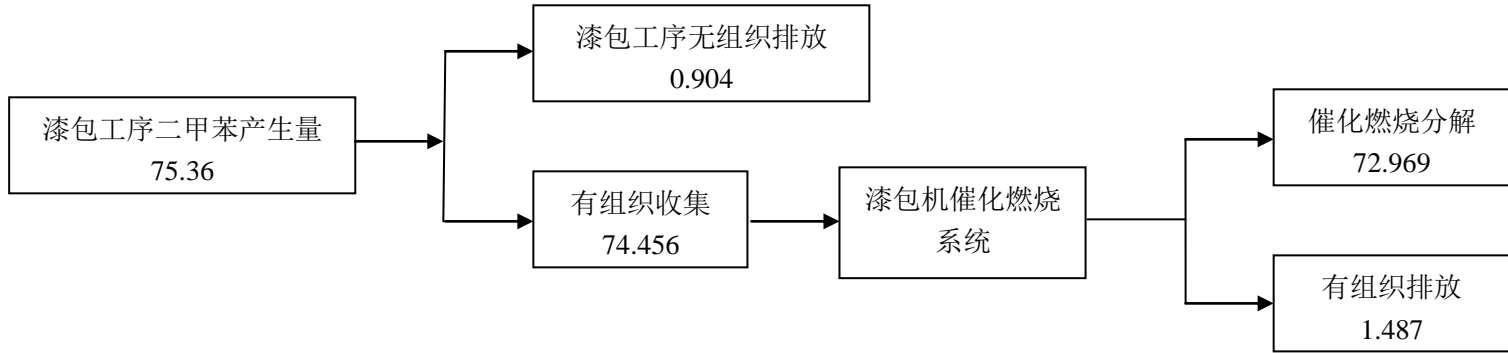 漆包工序二甲苯产生量
75.36
漆包工序无组织排放
0.904
有组织收集
74.456
漆包机催化燃烧
系统
催化燃烧分解
72.969
有组织排放
1.487